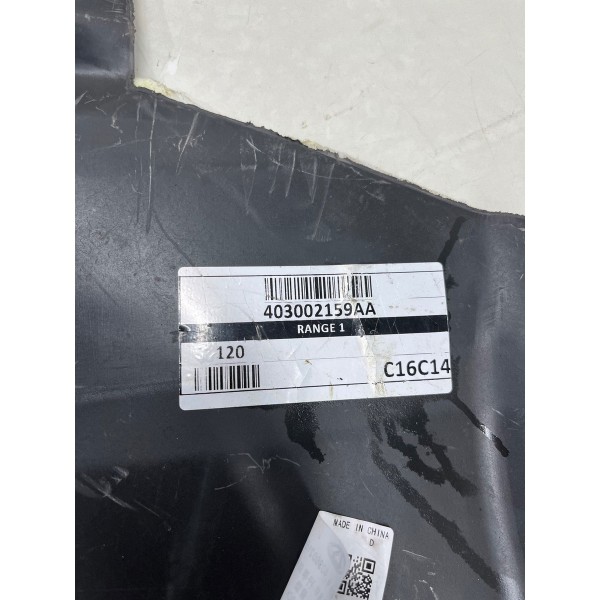 403002159AA
RANGE 1
120
C16C14
MADE IN CHINA
D